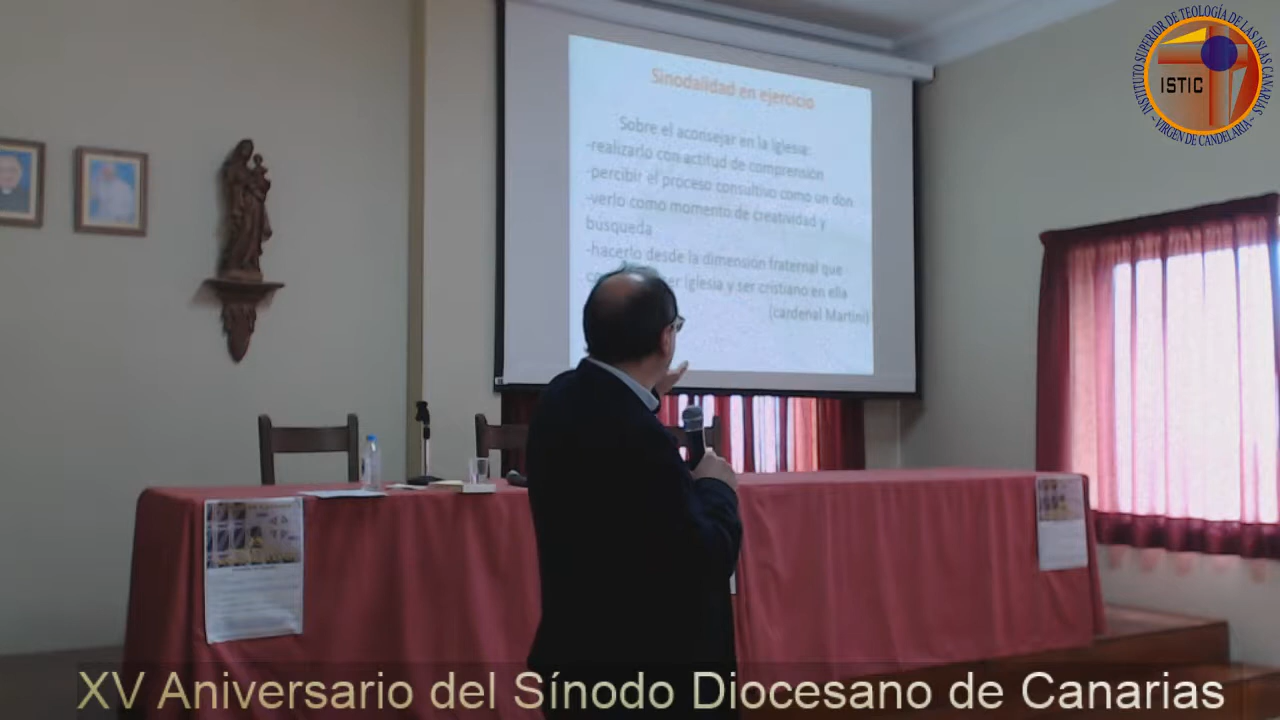 Sinodalidad en ejercicio
Sobre el aconsejar en la Iglesia:
-realizarlo con actitud de comprensión
-percibir el proceso consultivo como un don
-verlo como momento de creatividad y
búsqueda
-hacerlo desde la dimensión fraternal que
er Iglesia y ser cristiano en ella
(cardenal Martini)
INSTITUTO SUPERIOR DE TEOLOGÍA DE LAS ISLAS CANARIAS
ISTIC
~ VIRGEN DE CANDELARIA ~
XV Aniversario del Sínodo Diocesano de Canarias